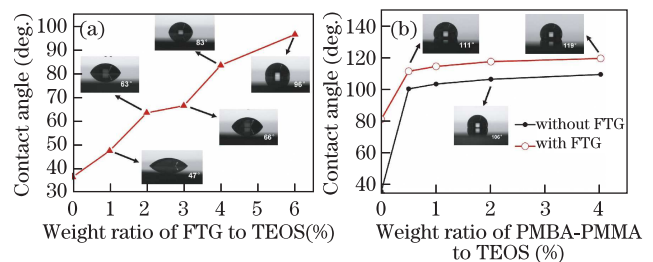 (a)
Contact angle (deg.)
100
90
80
70
60
50
40
30
63°
83°
96°
66°
47°
0 1 2 3 4 5 6
Weight ratio of FTG to TEOS(%)
(b)
Contact angle (deg.)
140
120
100
80
60
40
111°
119°
106°
without FTG
with FTG
0 1 2 3 4
Weight ratio of PMBA-PMMA
to TEOS (%)